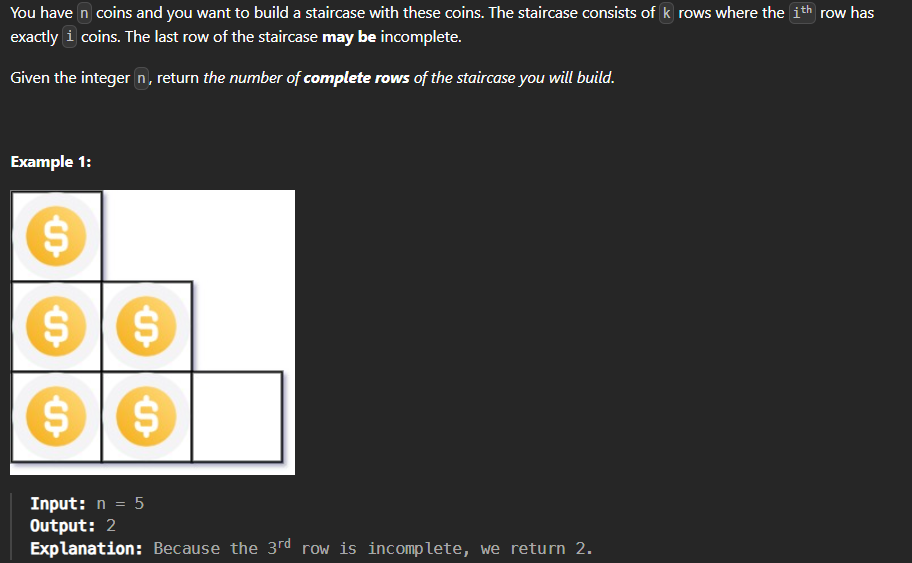 You have n coins and you want to build a staircase with these coins. The staircase consists of k rows where the ith row has
exactly i coins. The last row of the staircase may be incomplete.
Given the integer n, return the number of complete rows of the staircase you will build.
Example 1:
$
$ $
$ $
Input: n = 5
Output: 2
Explanation: Because the 3rd row is incomplete, we return 2.